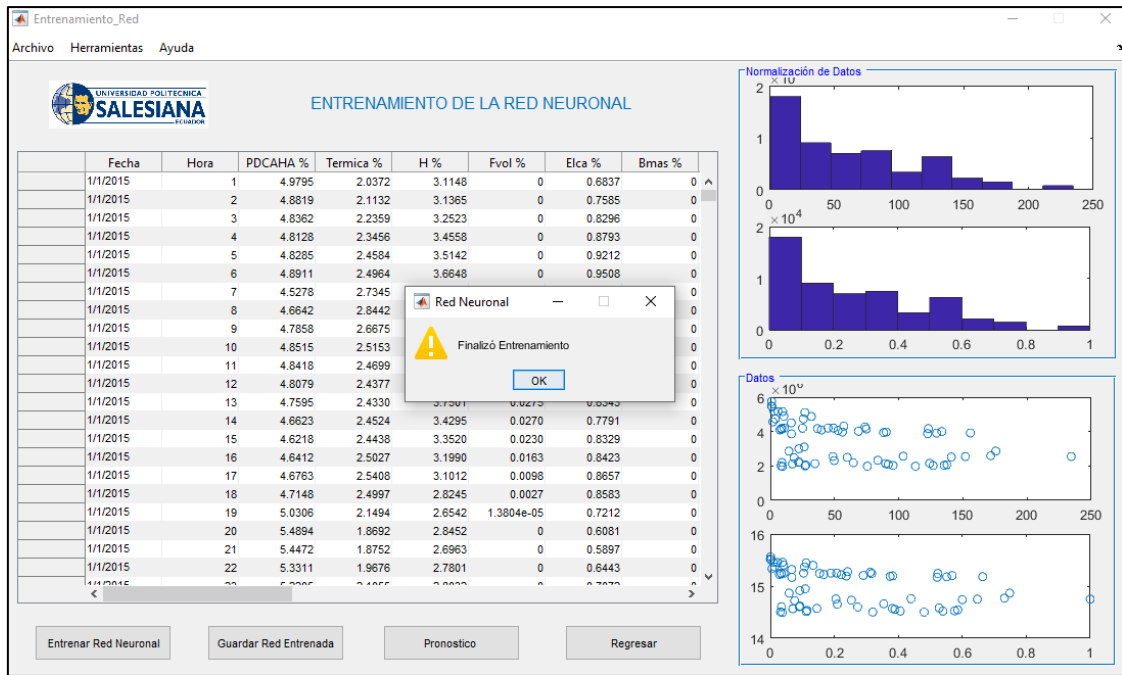 Entrenamiento_Red
Archivo Herramientas Ayuda
UNIVERSIDAD POLITECNICA
SALESIANA
ECUADOR
ENTRENAMIENTO DE LA RED NEURONAL
Fecha Hora PDCAHA % Termica % H % Fvol % Elca % Bmas %
1/1/2015 1 4.9795 2.0372 3.1148 0 0.6837 0
1/1/2015 2 4.8819 2.1132 3.1365 0 0.7585 0
1/1/2015 3 4.8362 2.2359 3.2523 0 0.8296 0
1/1/2015 4 4.8128 2.3456 3.4558 0 0.8793 0
1/1/2015 5 4.8285 2.4584 3.5142 0 0.9212 0
1/1/2015 6 4.8911 2.4964 3.6648 0 0.9508 0
1/1/2015 7 4.5278 2.7345 0
1/1/2015 8 4.6642 2.8442 0
1/1/2015 9 4.7858 2.6675 0
1/1/2015 10 4.8515 2.5153 0
1/1/2015 11 4.8418 2.4699 0
1/1/2015 12 4.8079 2.4377 0
1/1/2015 13 4.7595 2.4330 3.7501 0.0275 0.8343 0
1/1/2015 14 4.6623 2.4524 3.4295 0.0270 0.7791 0
1/1/2015 15 4.6218 2.4438 3.3520 0.0230 0.8329 0
1/1/2015 16 4.6412 2.5027 3.1990 0.0163 0.8423 0
1/1/2015 17 4.6763 2.5408 3.1012 0.0098 0.8657 0
1/1/2015 18 4.7148 2.4997 2.8245 0.0027 0.8583 0
1/1/2015 19 5.0306 2.1494 2.6542 1.3804e-05 0.7212 0
1/1/2015 20 5.4894 1.8692 2.8452 0 0.6081 0
1/1/2015 21 5.4472 1.8752 2.6963 0 0.5897 0
1/1/2015 22 5.3311 1.9676 2.7801 0 0.6443 0
Red Neuronal
Finalizó Entrenamiento
OK
Entrenar Red Neuronal
Guardar Red Entrenada
Pronostico
Regresar
Normalización de Datos
2
1
0
0 50 100 150 200 250
× 10⁴
2
1
0
0 0.2 0.4 0.6 0.8 1
Datos
6
4
2
0
0 50 100 150 200 250
16
15
14
0 0.2 0.4 0.6 0.8 1